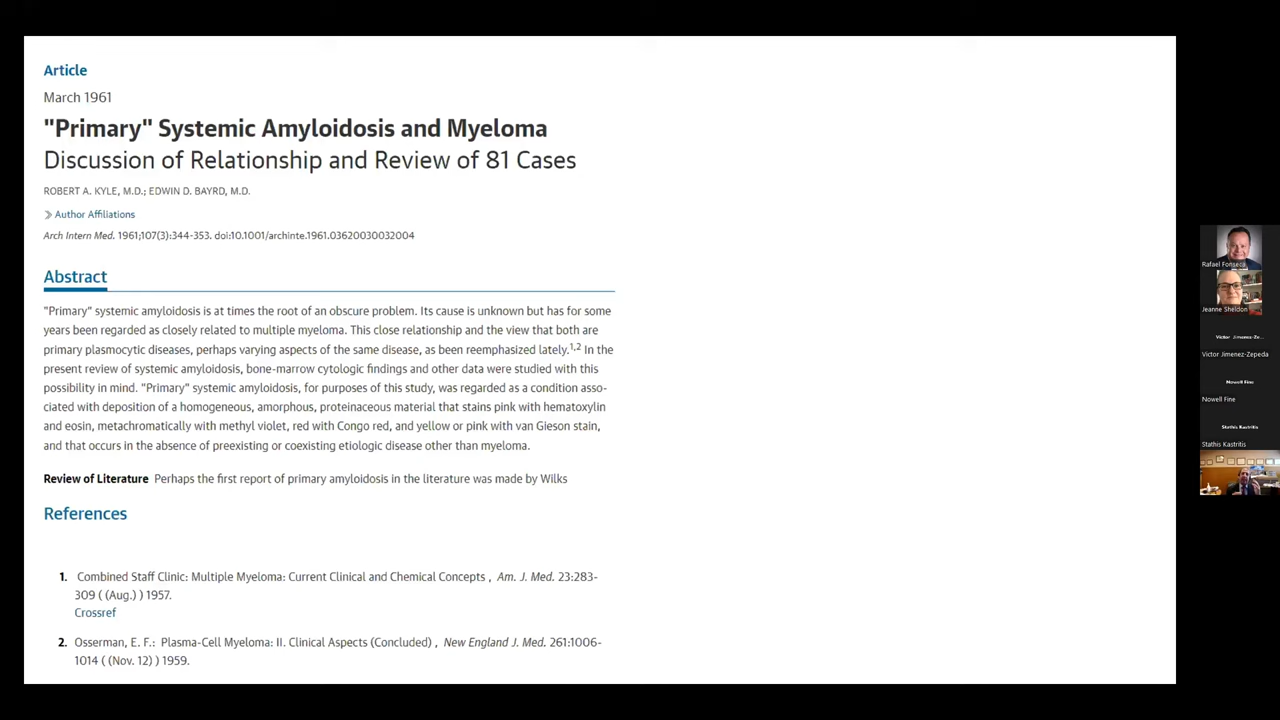 Article
March 1961
"Primary" Systemic Amyloidosis and Myeloma
Discussion of Relationship and Review of 81 Cases
ROBERT A. KYLE, M.D.; EDWIN D. BAYRD, M.D.
Author Affiliations
Arch Intern Med. 1961;107(3):344-353. doi:10.1001/archinte.1961.03620030032004
Abstract
"Primary" systemic amyloidosis is at times the root of an obscure problem. Its cause is unknown but has for some
years been regarded as closely related to multiple myeloma. This close relationship and the view that both are
primary plasmocytic diseases, perhaps varying aspects of the same disease, as been reemphasized lately.1,2 In the
present review of systemic amyloidosis, bone-marrow cytologic findings and other data were studied with this
possibility in mind. "Primary" systemic amyloidosis, for purposes of this study, was regarded as a condition asso-
ciated with deposition of a homogeneous, amorphous, proteinaceous material that stains pink with hematoxylin
and eosin, metachromatically with methyl violet, red with Congo red, and yellow or pink with van Gieson stain,
and that occurs in the absence of preexisting or coexisting etiologic disease other than myeloma.
Review of Literature Perhaps the first report of primary amyloidosis in the literature was made by Wilks
References
1. Combined Staff Clinic: Multiple Myeloma: Current Clinical and Chemical Concepts , Am. J. Med. 23:283-
309 ( (Aug.) ) 1957.
Crossref
2. Osserman, E. F.: Plasma-Cell Myeloma: II. Clinical Aspects (Concluded) , New England J. Med. 261:1006-
1014 ( (Nov. 12) ) 1959.
Rafael Fonseca
Jeanne Sheldon
Victor Jimenez-Ze...
Victor Jimenez-Zepeda
Nowell Fine
Nowell Fine
Stathis Kastritis
Stathis Kastritis